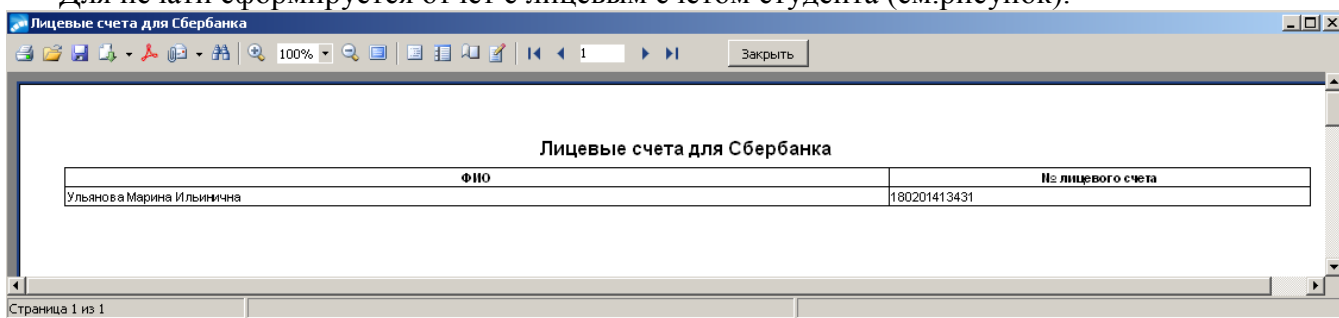 Для печати сформируется отчет с лицевым счетом студента (см.рисунок).
Лицевые счета для Сбербанка
100% 1 Закрыть
Лицевые счета для Сбербанка
ФИО № лицевого счета
Ульянова Марина Ильинична 180201413431
Страница 1 из 1